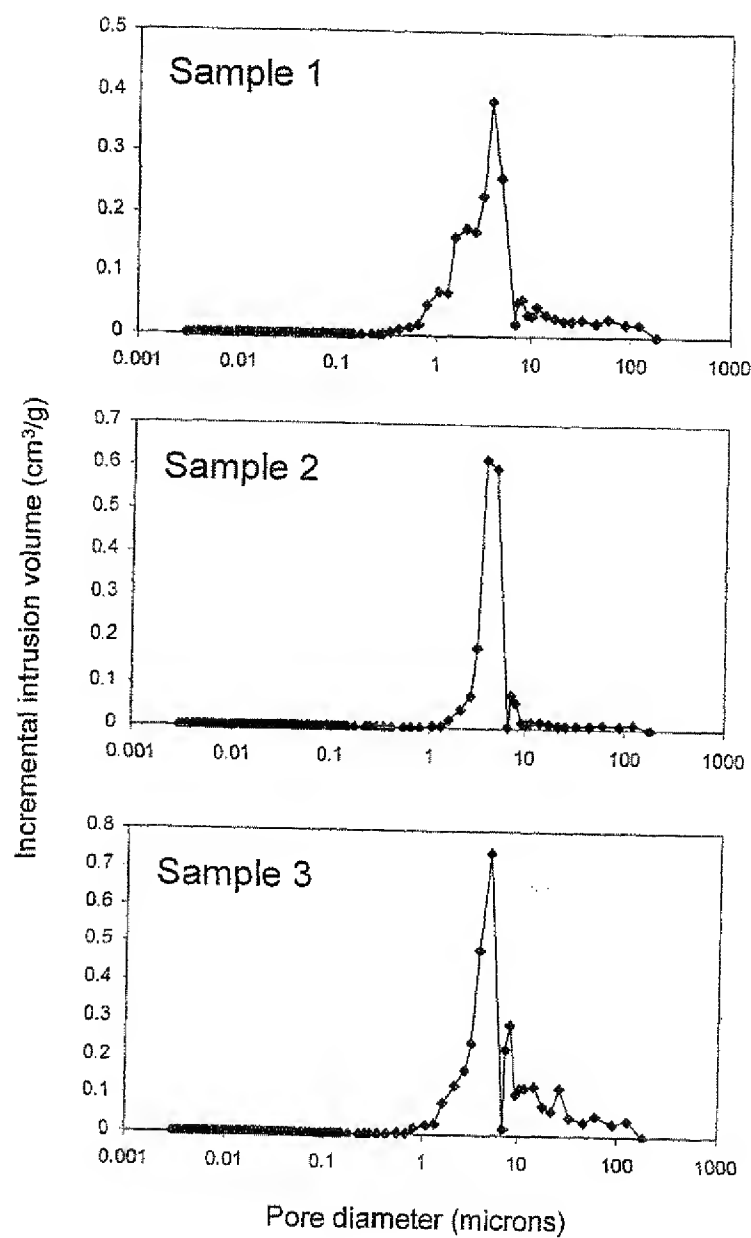 0.5
Sample 1
0.4
0.3
0.2
0.1
0
0.001 0.01 0.1 1 10 100 1000
Incremental intrusion volume (cm³/g)
0.7
Sample 2
0.6
0.5
0.4
0.3
0.2
0.1
0
0.001 0.01 0.1 1 10 100 1000
0.8
Sample 3
0.7
0.6
0.5
0.4
0.3
0.2
0.1
0
0.001 0.01 0.1 1 10 100 1000
Pore diameter (microns)